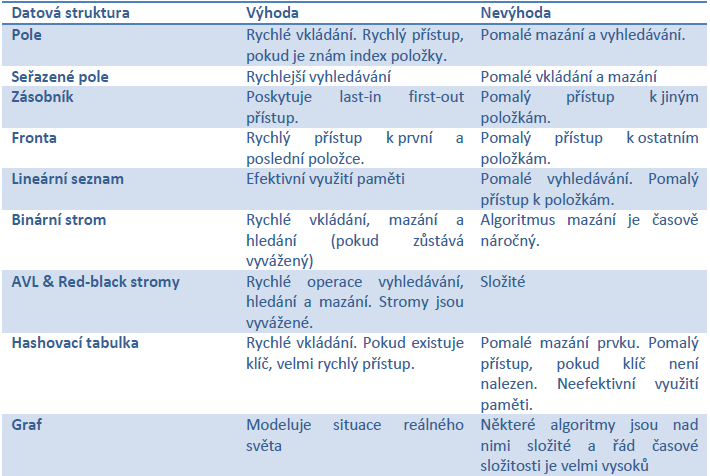 Datová struktura Výhoda Nevýhoda
Pole Rychlé vkládání. Rychlý přístup, Pomalé mazání a vyhledávání.
pokud je znám index položky.
Seřazené pole Rychlejší vyhledávání Pomalé vkládání a mazání
Zásobník Poskytuje last-in first-out Pomalý přístup k jiným
přístup. položkám.
Fronta Rychlý přístup k první a Pomalý přístup k ostatním
poslední položce. položkám.
Lineární seznam Efektivní využití paměti Pomalé vyhledávání. Pomalý
přístup k položkám.
Binární strom Rychlé vkládání, mazání a Algoritmus mazání je časově
hledání (pokud zůstává náročný.
vyvážený)
AVL & Red-black stromy Rychlé operace vyhledávání, Složité
hledání a mazání. Stromy jsou
vyvážené.
Hashovací tabulka Rychlé vkládání. Pokud existuje Pomalé mazání prvku. Pomalý
klíč, velmi rychlý přístup. přístup, pokud klíč není
nalezen. Neefektivní využití
paměti.
Graf Modeluje situace reálného Některé algoritmy jsou nad
světa nimi složité a řád časové
složitosti je velmi vysoků